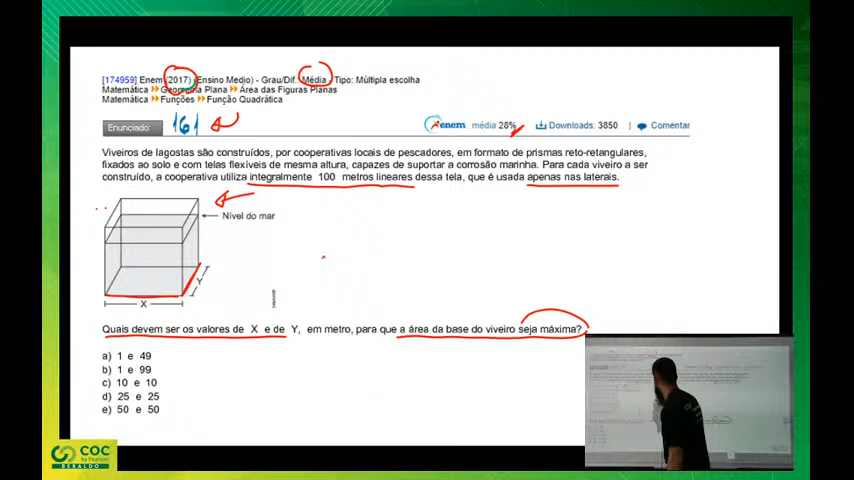 [174959] Enem (2017) (Ensino Medio) - Grau/Dif. Média - Tipo: Múltipla escolha
Matemática Geometria Plana Área das Figuras Planas
Matemática Funções Função Quadrática
Enunciado: 161 enem média 28% Downloads: 3850 | Comentar
Viveiros de lagostas são construídos, por cooperativas locais de pescadores, em formato de prismas reto-retangulares,
fixados ao solo e com telas flexíveis de mesma altura, capazes de suportar a corrosão marinha. Para cada viveiro a ser
construído, a cooperativa utiliza integralmente 100 metros lineares dessa tela, que é usada apenas nas laterais.
Nível do mar
Y
X
Quais devem ser os valores de X e de Y, em metro, para que a área da base do viveiro seja máxima?
a) 1 e 49
b) 1 e 99
c) 10 e 10
d) 25 e 25
e) 50 e 50
COC
by Pearson
BERALDO